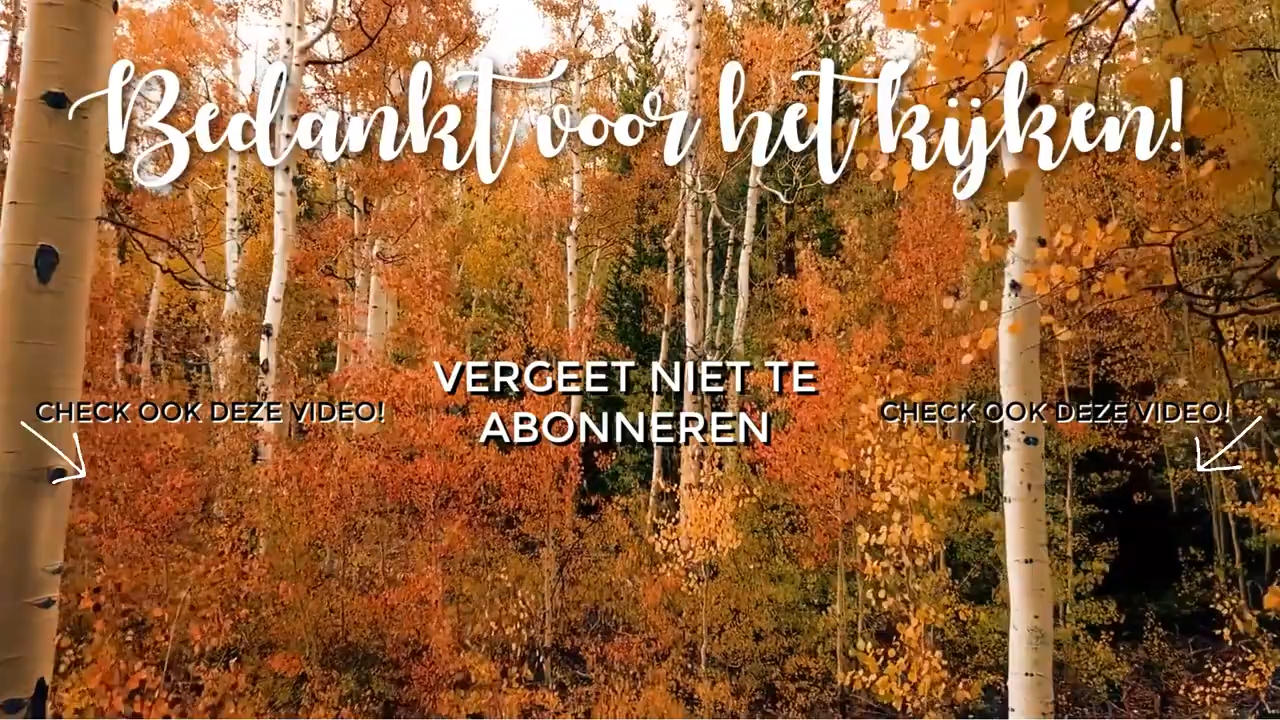 Bedankt voor het kijken!
VERGEET NIET TE
ABONNEREN
CHECK OOK DEZE VIDEO!
CHECK OOK DEZE VIDEO!